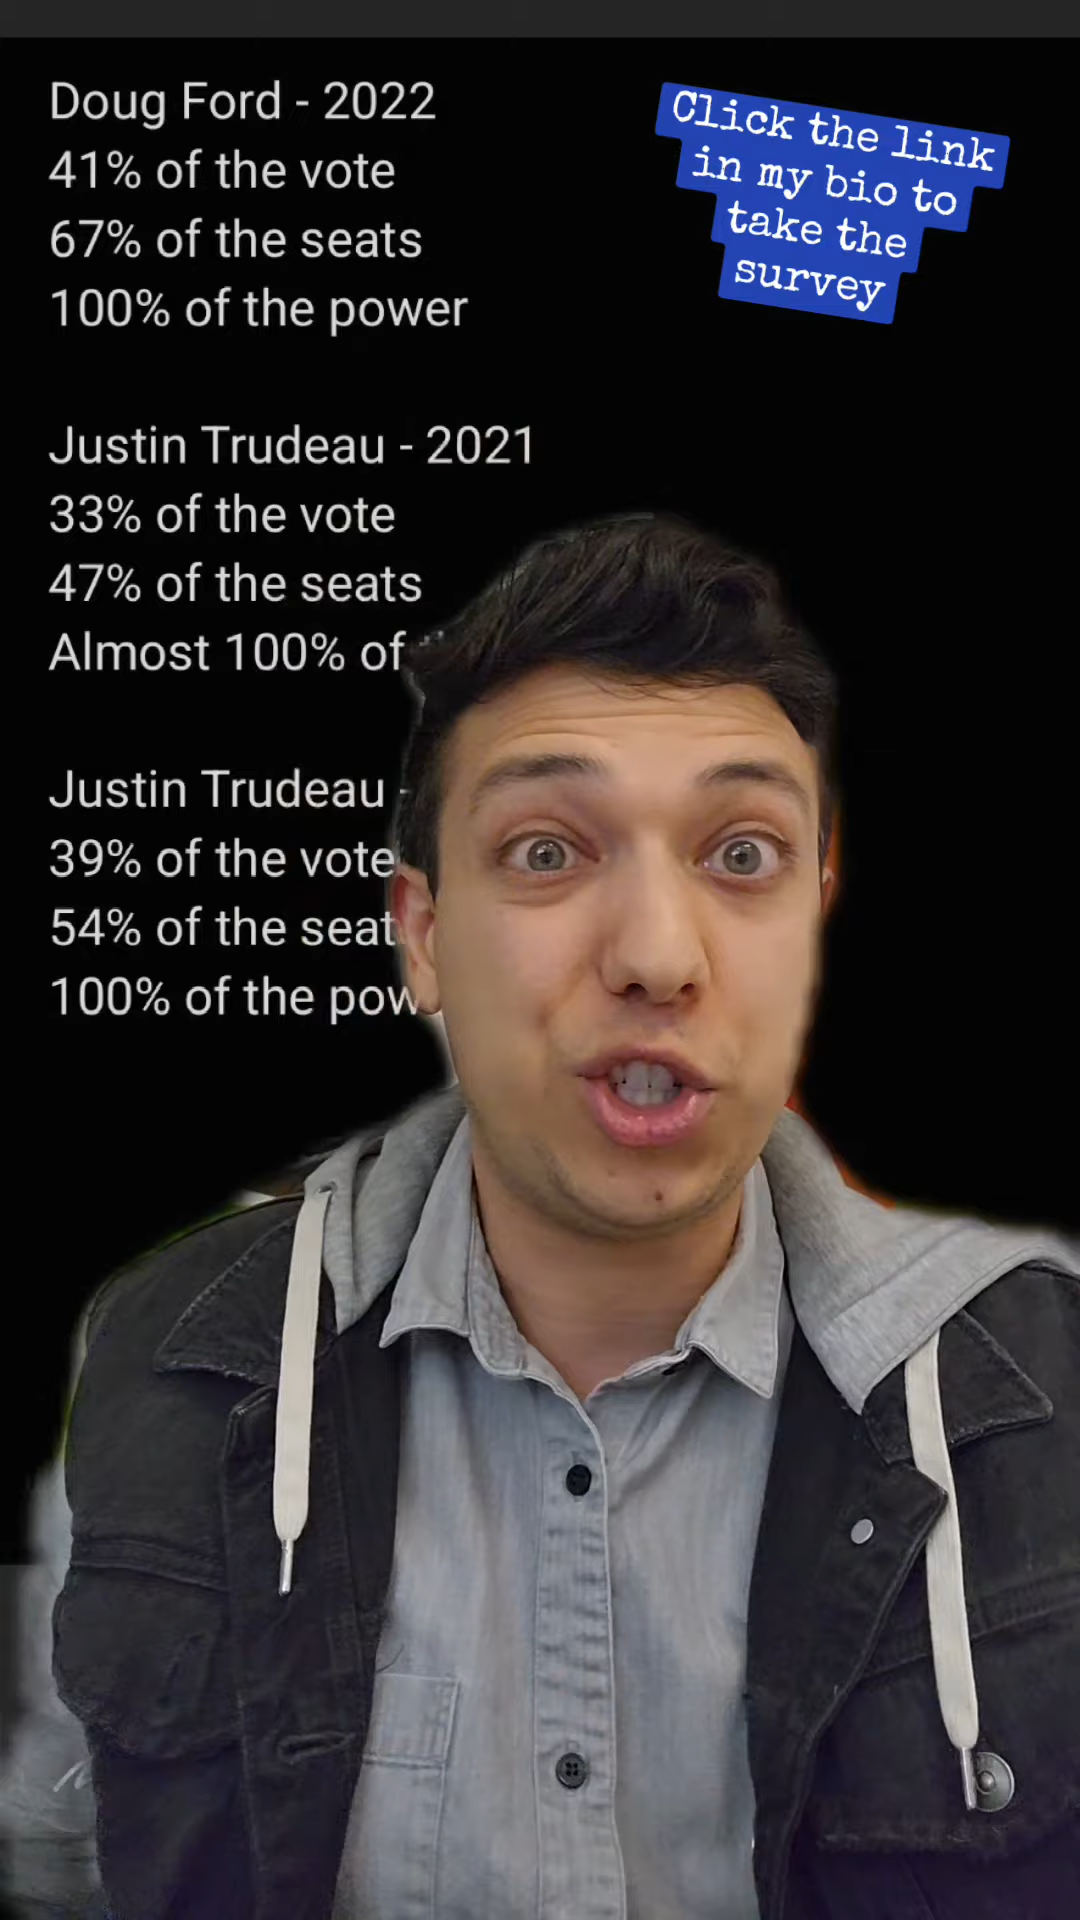 Doug Ford - 2022
41% of the vote
67% of the seats
100% of the power
Click the link
in my bio to
take the
survey
Justin Trudeau - 2021
33% of the vote
47% of the seats
Almost 100% of
Justin Trudeau -
39% of the vote
54% of the seat
100% of the pow